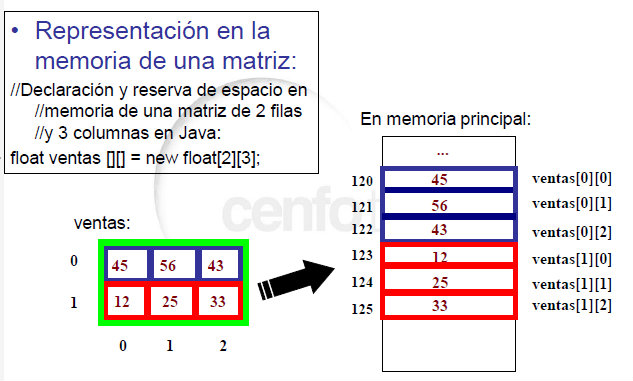 • Representación en la
memoria de una matriz:
//Declaración y reserva de espacio en
//memoria de una matriz de 2 filas
//y 3 columnas en Java:
float ventas [][] = new float[2][3];
ventas:
0 45 56 43
1 12 25 33
0 1 2
En memoria principal:
...
120 45 ventas[0][0]
121 56 ventas[0][1]
122 43 ventas[0][2]
123 12 ventas[1][0]
124 25 ventas[1][1]
125 33 ventas[1][2]